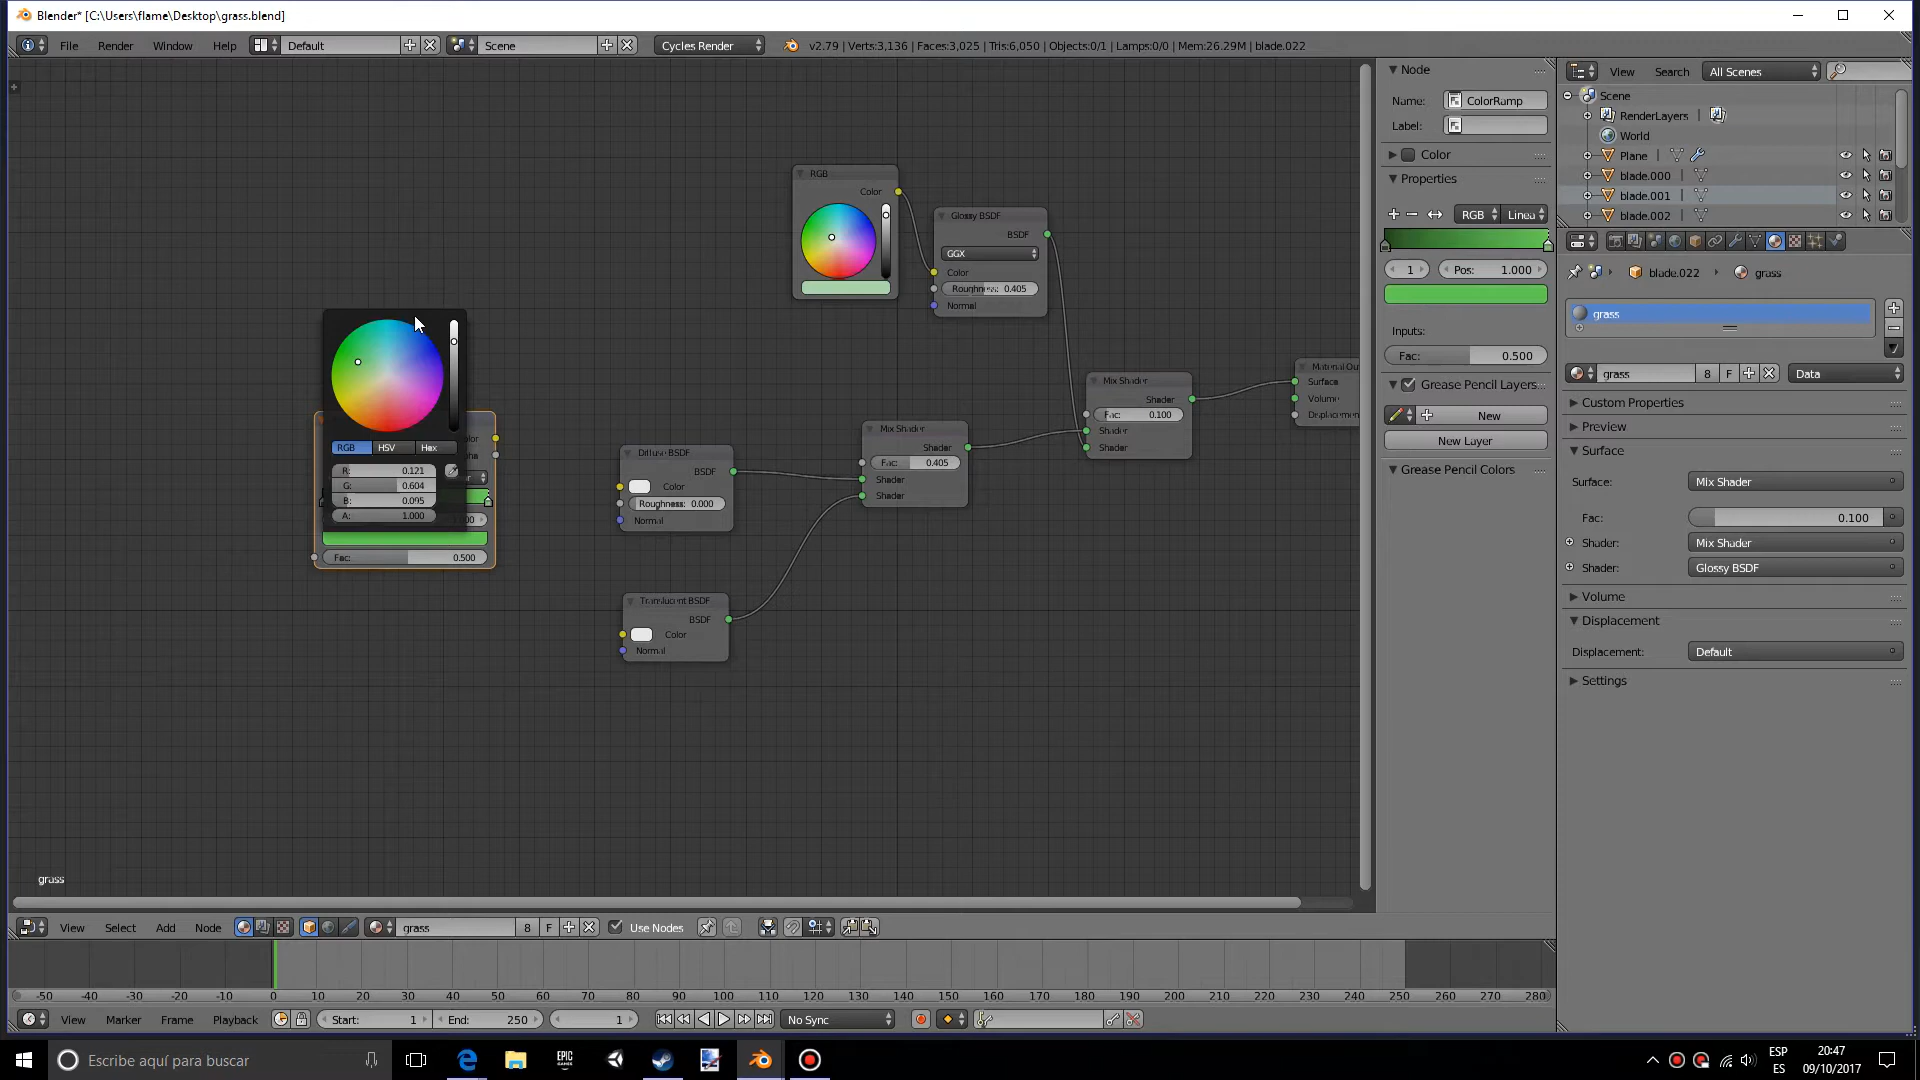 Blender* [C:\Users\flame\Desktop\grass.blend]
File Render Window Help Default Scene Cycles Render v2.79 | Verts:3,136 | Faces:3,025 | Tris:6,050 | Objects:0/1 | Lamps:0/0 | Mem:26.29M | blade.022
Node
Name: ColorRamp
Label:
Color
Properties
RGB Linea
1 Pos: 1.000
Inputs:
Fac: 0.500
Grease Pencil Layers
New
New Layer
Grease Pencil Colors
View Search All Scenes
Scene
RenderLayers
World
Plane
blade.000
blade.001
blade.002
blade.022 grass
grass
grass 8 F Data
Custom Properties
Preview
Surface
Surface: Mix Shader
Fac: 0.100
Shader: Mix Shader
Shader: Glossy BSDF
Volume
Displacement
Displacement: Default
Settings
RGB
Color
Glossy BSDF
BSDF
GGX
Color
Roughness: 0.405
Normal
RGB HSV Hex
R: 0.121
G: 0.604
B: 0.095
A: 1.000
Fac: 0.500
Diffuse BSDF
BSDF
Color
Roughness: 0.000
Normal
Translucent BSDF
BSDF
Color
Normal
Mix Shader
Shader
Fac: 0.405
Shader
Shader
Mix Shader
Shader
Fac: 0.100
Shader
Shader
Material Ou
Surface
Volume
Displacemen
grass
View Select Add Node grass 8 F Use Nodes
-50 -40 -30 -20 -10 0 10 20 30 40 50 60 70 80 90 100 110 120 130 140 150 160 170 180 190 200 210 220 230 240 250 260 270 280
View Marker Frame Playback Start: 1 End: 250 1 No Sync
Escribe aquí para buscar
EPIC GAMES
ESP
ES
20:47
09/10/2017